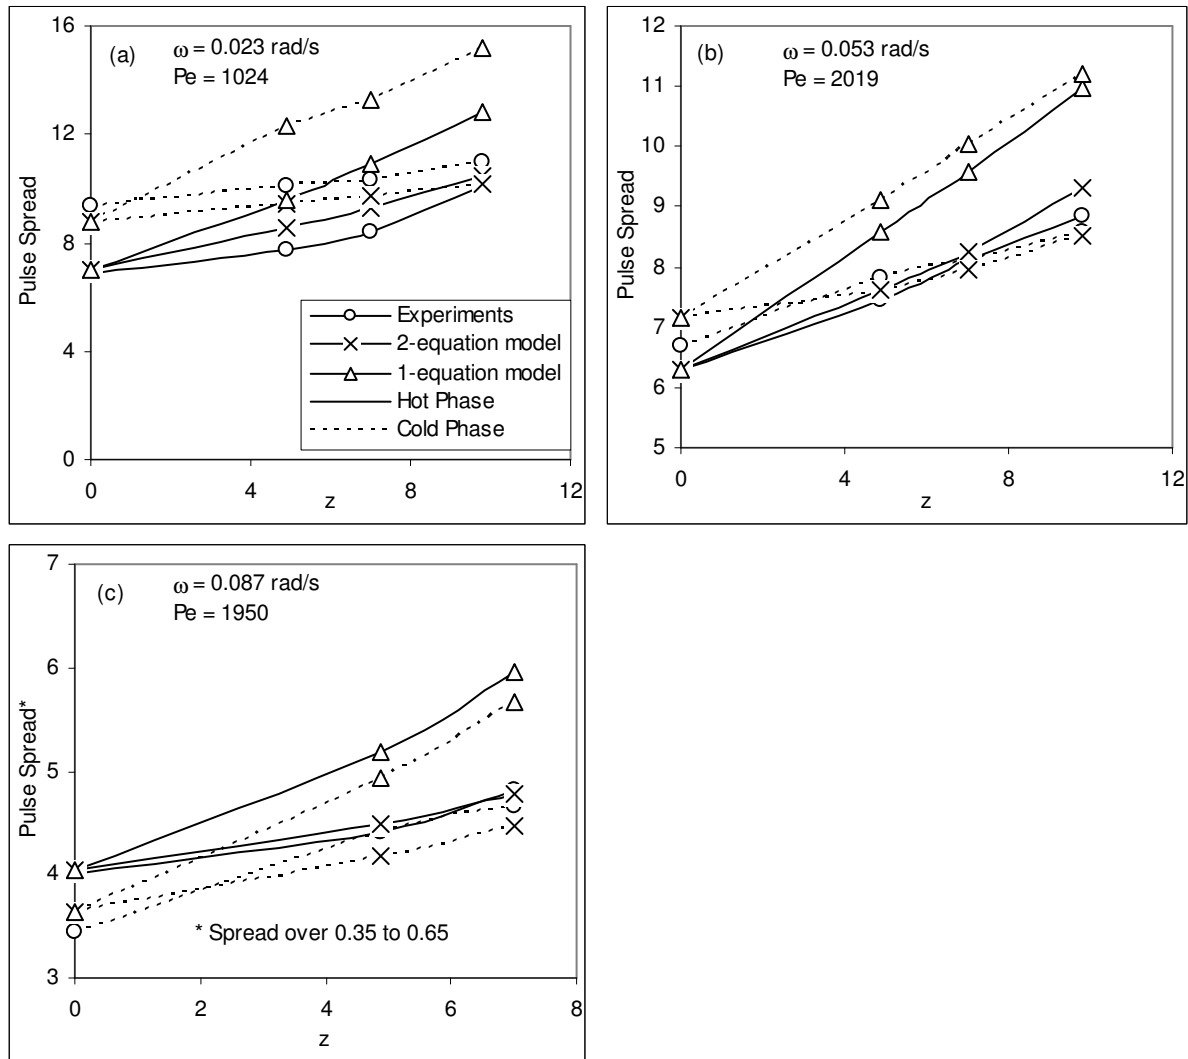 (a)
ω = 0.023 rad/s
Pe = 1024
16
12
8
4
0
Pulse Spread
0 4 8 12
z
Experiments
2-equation model
1-equation model
Hot Phase
Cold Phase
(b)
ω = 0.053 rad/s
Pe = 2019
12
11
10
9
8
7
6
5
Pulse Spread
0 4 8 12
z
(c)
ω = 0.087 rad/s
Pe = 1950
7
6
5
4
3
Pulse Spread*
* Spread over 0.35 to 0.65
0 2 4 6 8
z